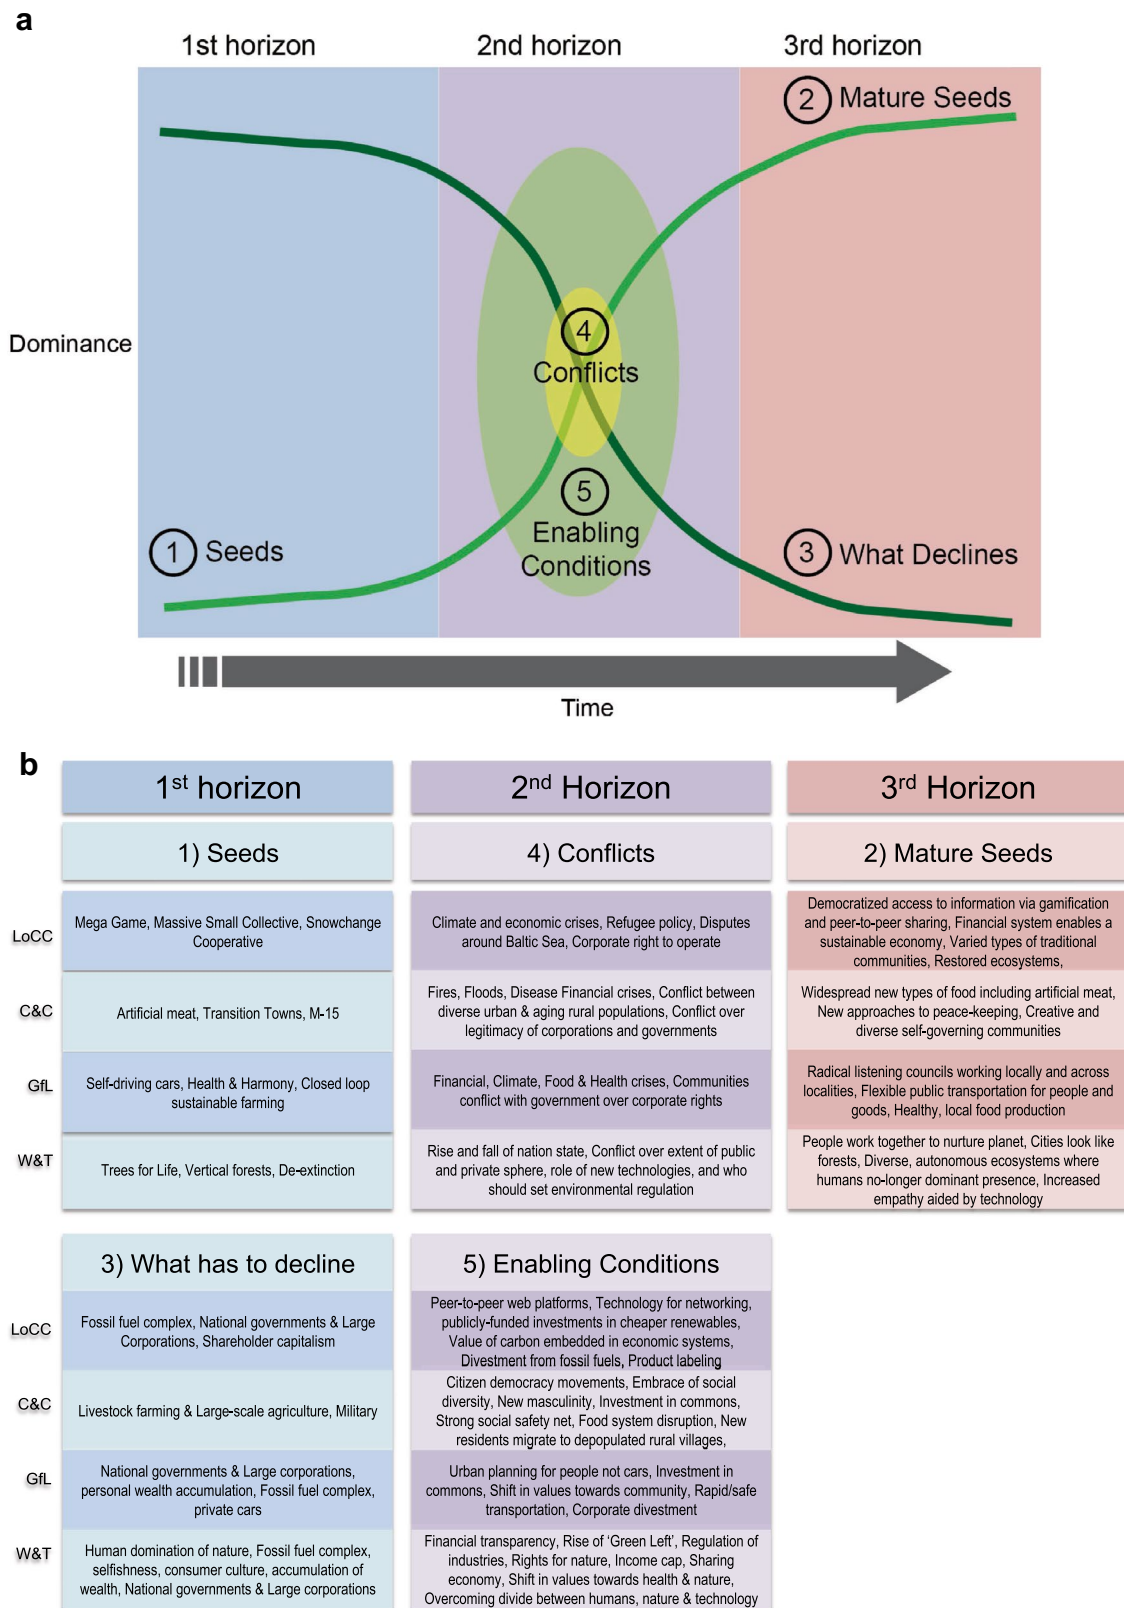 a
1st horizon
2nd horizon
3rd horizon
2 Mature Seeds
Dominance
4
Conflicts
5
Enabling
Conditions
1 Seeds
3 What Declines
Time
b
1st horizon
2nd Horizon
3rd Horizon
1) Seeds
4) Conflicts
2) Mature Seeds
LoCC
Mega Game, Massive Small Collective, Snowchange
Cooperative
Climate and economic crises, Refugee policy, Disputes
around Baltic Sea, Corporate right to operate
Democratized access to information via gamification
and peer-to-peer sharing, Financial system enables a
sustainable economy, Varied types of traditional
communities, Restored ecosystems,
C&C
Artificial meat, Transition Towns, M-15
Fires, Floods, Disease Financial crises, Conflict between
diverse urban & aging rural populations, Conflict over
legitimacy of corporations and governments
Widespread new types of food including artificial meat,
New approaches to peace-keeping, Creative and
diverse self-governing communities
GfL
Self-driving cars, Health & Harmony, Closed loop
sustainable farming
Financial, Climate, Food & Health crises, Communities
conflict with government over corporate rights
Radical listening councils working locally and across
localities, Flexible public transportation for people and
goods, Healthy, local food production
W&T
Trees for Life, Vertical forests, De-extinction
Rise and fall of nation state, Conflict over extent of public
and private sphere, role of new technologies, and who
should set environmental regulation
People work together to nurture planet, Cities look like
forests, Diverse, autonomous ecosystems where
humans no-longer dominant presence, Increased
empathy aided by technology
3) What has to decline
5) Enabling Conditions
LoCC
Fossil fuel complex, National governments & Large
Corporations, Shareholder capitalism
Peer-to-peer web platforms, Technology for networking,
publicly-funded investments in cheaper renewables,
Value of carbon embedded in economic systems,
Divestment from fossil fuels, Product labeling
C&C
Livestock farming & Large-scale agriculture, Military
Citizen democracy movements, Embrace of social
diversity, New masculinity, Investment in commons,
Strong social safety net, Food system disruption, New
residents migrate to depopulated rural villages,
GfL
National governments & Large corporations,
personal wealth accumulation, Fossil fuel complex,
private cars
Urban planning for people not cars, Investment in
commons, Shift in values towards community, Rapid/safe
transportation, Corporate divestment
W&T
Human domination of nature, Fossil fuel complex,
selfishness, consumer culture, accumulation of
wealth, National governments & Large corporations
Financial transparency, Rise of ‘Green Left’, Regulation of
industries, Rights for nature, Income cap, Sharing
economy, Shift in values towards health & nature,
Overcoming divide between humans, nature & technology